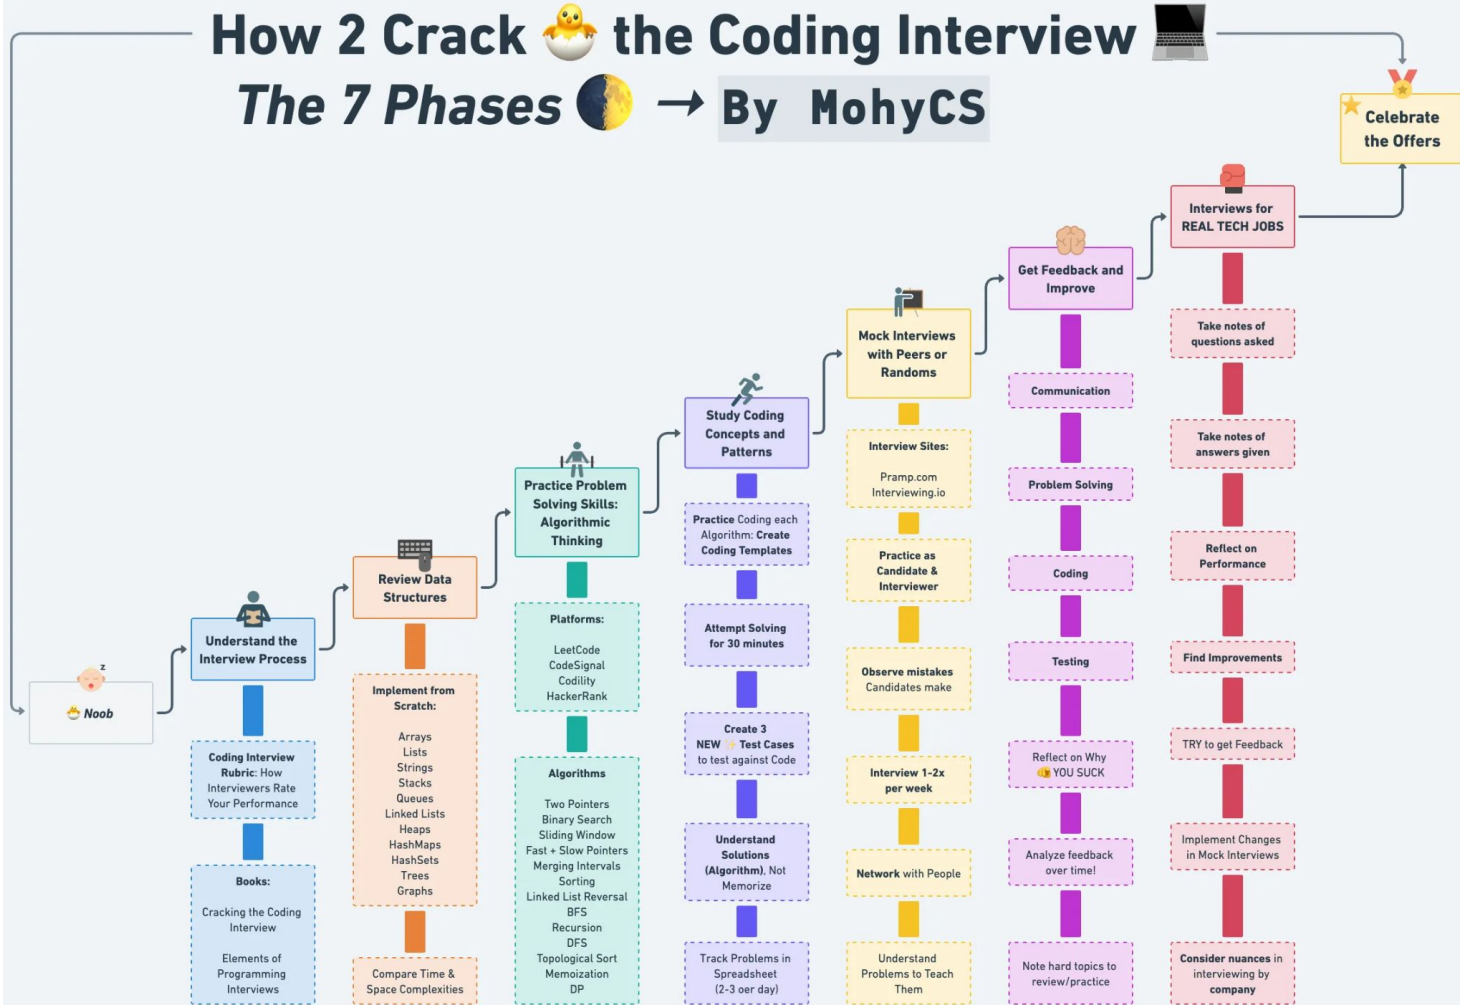 How 2 Crack the Coding Interview
The 7 Phases → By MohyCS
Celebrate
the Offers
z
Noob
Understand the
Interview Process
Coding Interview
Rubric: How
Interviewers Rate
Your Performance
Books:
Cracking the Coding
Interview
Elements of
Programming
Interviews
Review Data
Structures
Implement from
Scratch:
Arrays
Lists
Strings
Stacks
Queues
Linked Lists
Heaps
HashMaps
HashSets
Trees
Graphs
Compare Time &
Space Complexities
Practice Problem
Solving Skills:
Algorithmic
Thinking
Platforms:
LeetCode
CodeSignal
Codility
HackerRank
Algorithms
Two Pointers
Binary Search
Sliding Window
Fast + Slow Pointers
Merging Intervals
Sorting
Linked List Reversal
BFS
Recursion
DFS
Topological Sort
Memoization
DP
Study Coding
Concepts and
Patterns
Practice Coding each
Algorithm: Create
Coding Templates
Attempt Solving
for 30 minutes
Create 3
NEW ✨ Test Cases
to test against Code
Understand
Solutions
(Algorithm), Not
Memorize
Track Problems in
Spreadsheet
(2-3 oer day)
Mock Interviews
with Peers or
Randoms
Interview Sites:
Pramp.com
Interviewing.io
Practice as
Candidate &
Interviewer
Observe mistakes
Candidates make
Interview 1-2x
per week
Network with People
Understand
Problems to Teach
Them
Get Feedback and
Improve
Communication
Problem Solving
Coding
Testing
Reflect on Why
YOU SUCK
Analyze feedback
over time!
Note hard topics to
review/practice
Interviews for
REAL TECH JOBS
Take notes of
questions asked
Take notes of
answers given
Reflect on
Performance
Find Improvements
TRY to get Feedback
Implement Changes
in Mock Interviews
Consider nuances in
interviewing by
company